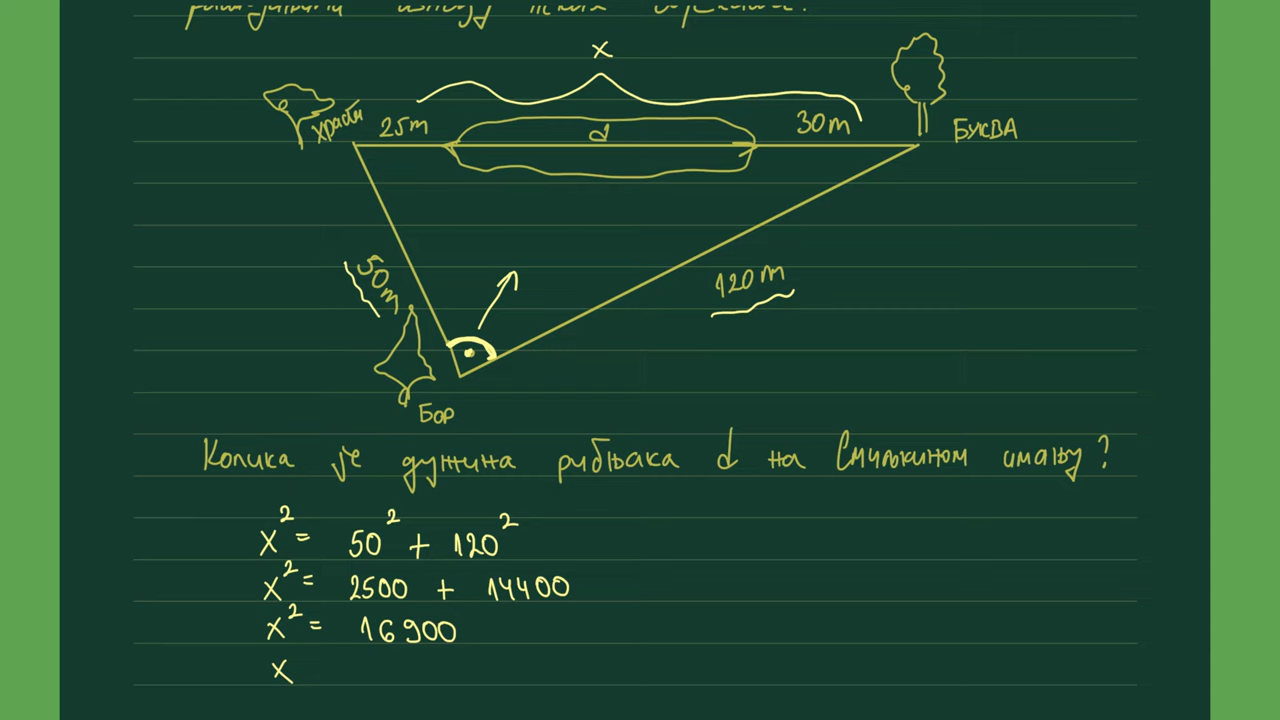 x
храст
25m
d
30m
БУКВА
50m
120m
БОР
Колика је дужина рибњака d на Смиљкином имању?
x² = 50² + 120²
x² = 2500 + 14400
x² = 16900
x